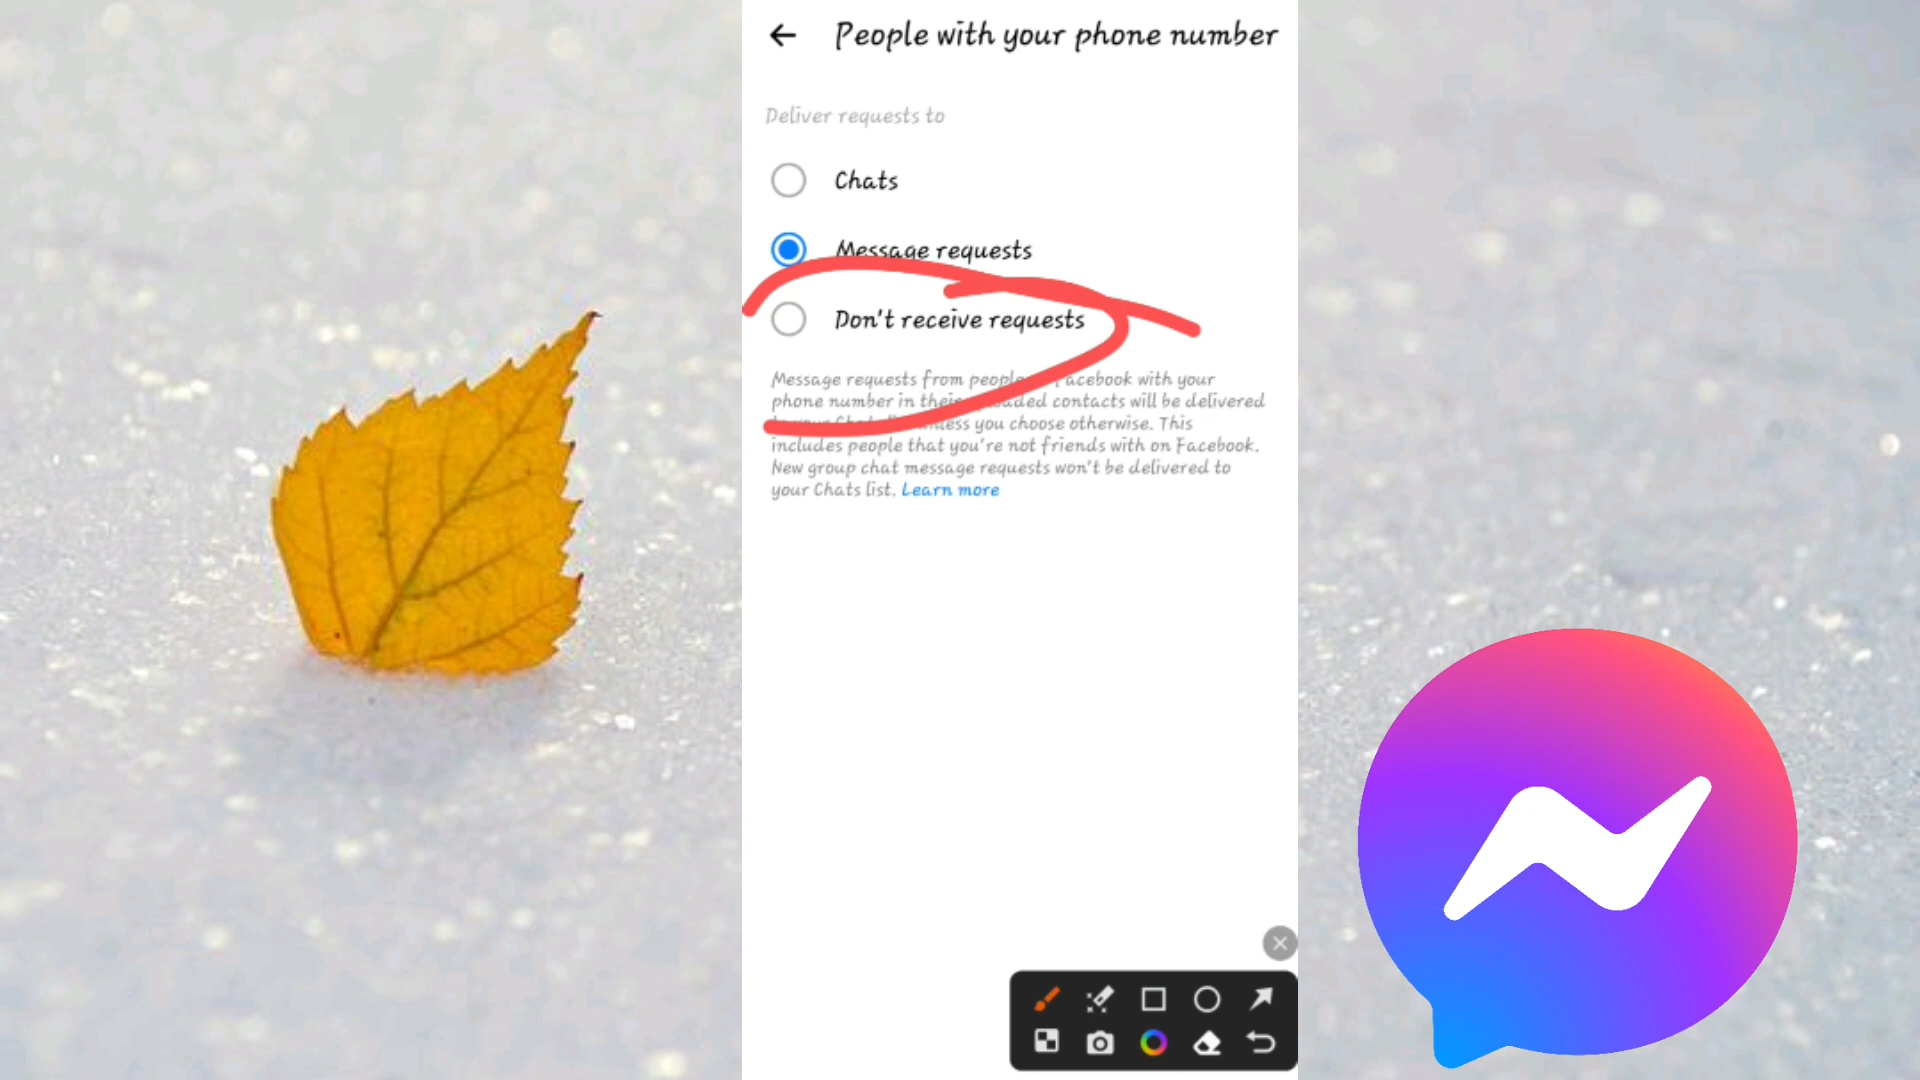 People with your phone number
Deliver requests to
Chats
Message requests
Don't receive requests
Message requests from people Facebook with your
phone number in their contacts will be delivered
you choose otherwise. This
includes people that you're not friends with on Facebook.
New group chat message requests won't be delivered to
your Chats list. Learn more